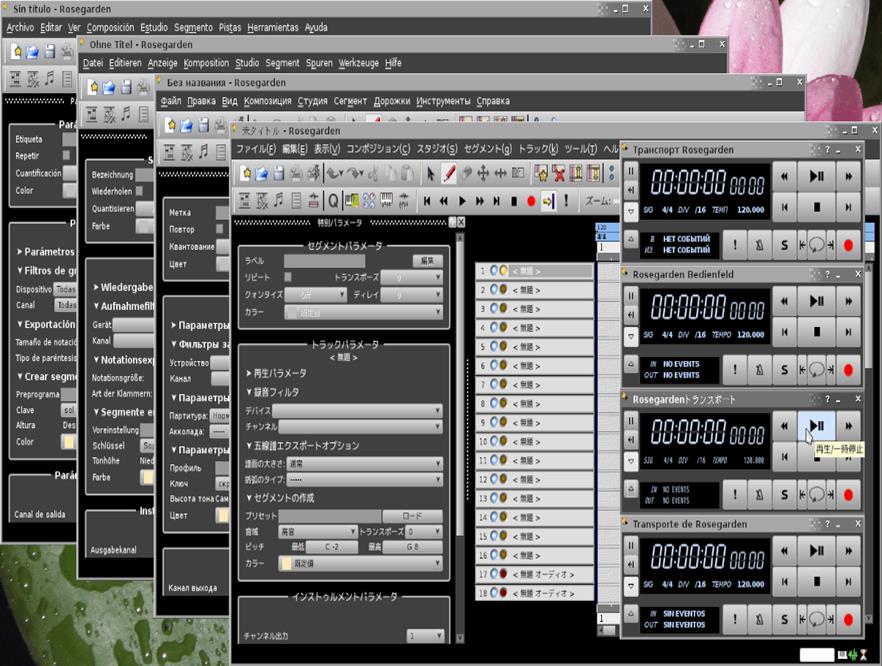 Sin título - Rosegarden
Archivo Editar Ver Composición Estudio Segmento Pistas Herramientas Ayuda
Etiqueta
Repetir
Cuantificación
Color
Parámetros
Filtros de gr
Dispositivo Todas
Canal Todas
Exportación
Tamaño de notació
Tipo de paréntesis
Crear segme
Preprograma
Clave sol
Altura Des
Color
Pará
Canal de salida
Ohne Titel - Rosegarden
Datei Editieren Anzeige Komposition Studio Segment Spuren Werkzeuge Hilfe
Bezeichnung
Wiederholen
Quantisieren
Farbe
Wiedergabe
Aufnahmefilt
Gerät
Kanal
Notationsexp
Notationsgröße:
Art der Klammern:
Segmente er
Voreinstellung
Schlüssel Sop
Tonhöhe Nied
Farbe
Inst
Ausgabekanal
Без названия - Rosegarden
Файл Правка Вид Композиция Студия Сегмент Дорожки Инструменты Справка
Метка
Повтор
Квантование
Цвет
Параметры
Фильтры за
Устройство
Канал
Параметры
Партитура: Норм
Акколада: -----
Параметры
Профиль
Ключ скр
Высота тона Сам
Цвет
Канал выхода
未タイトル - Rosegarden
ファイル(F) 編集(E) 表示(V) コンポジション(C) スタジオ(S) セグメント(g) トラック(k) ツール(T) ヘル
ズーム:
特別パラメータ
セグメントパラメータ
ラベル 編集
リピート トランスポーズ 0
クォンタイズ Off ディレイ 0
カラー 既定値
トラックパラメータ
< 無題 >
再生パラメータ
録音フィルタ
デバイス
チャンネル
五線譜エクスポートオプション
譜面の大きさ: 通常
括弧のタイプ: -----
セグメントの作成
プリセット ロード
音域 高音 トランスポーズ 0
ピッチ 最低 C -2 最高 G 8
カラー 既定値
インストゥルメントパラメータ
チャンネル出力 1
120.000
4/4
1
1 < 無題 >
2 < 無題 >
3 < 無題 >
4 < 無題 >
5 < 無題 >
6 < 無題 >
7 < 無題 >
8 < 無題 >
9 < 無題 >
10 < 無題 >
11 < 無題 >
12 < 無題 >
13 < 無題 >
14 < 無題 >
15 < 無題 >
16 < 無題 >
17 < 無題 オーディオ >
18 < 無題 オーディオ >
1
Транспорт Rosegarden
00:00:00 0000
SIG 4/4 DIV /16 ТЕМП 120.000
В НЕТ СОБЫТИЙ
ИЗ НЕТ СОБЫТИЙ
S
Rosegarden Bedienfeld
00:00:00 0000
SIG 4/4 DIV /16 TEMPO 120.000
IN NO EVENTS
OUT NO EVENTS
S
Rosegardenトランスポート
00:00:00 0000
SIG 4/4 DIV /16 TEMPO 120.000
再生/一時停止
IN NO EVENTS
OUT NO EVENTS
S
Transporte de Rosegarden
00:00:00 0000
SIG 4/4 DIV /16 TEMPO 120.000
IN SIN EVENTOS
OUT SIN EVENTOS
S